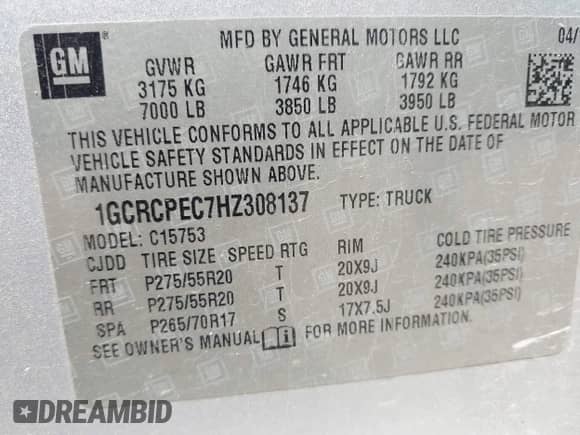 GM
MFD BY GENERAL MOTORS LLC 04/
GVWR GAWR FRT GAWR RR
3175 KG 1746 KG 1792 KG
7000 LB 3850 LB 3950 LB
THIS VEHICLE CONFORMS TO ALL APPLICABLE U.S. FEDERAL MOTOR
VEHICLE SAFETY STANDARDS IN EFFECT ON THE DATE OF
MANUFACTURE SHOWN ABOVE.
1GCRCPEC7HZ308137 TYPE: TRUCK
MODEL: C15753
CJDD TIRE SIZE SPEED RTG RIM COLD TIRE PRESSURE
FRT P275/55R20 T 20X9J 240KPA(35PSI)
RR P275/55R20 T 20X9J 240KPA(35PSI)
SPA P265/70R17 S 17X7.5J 240KPA(35PSI)
SEE OWNER'S MANUAL FOR MORE INFORMATION.
DREAMBID